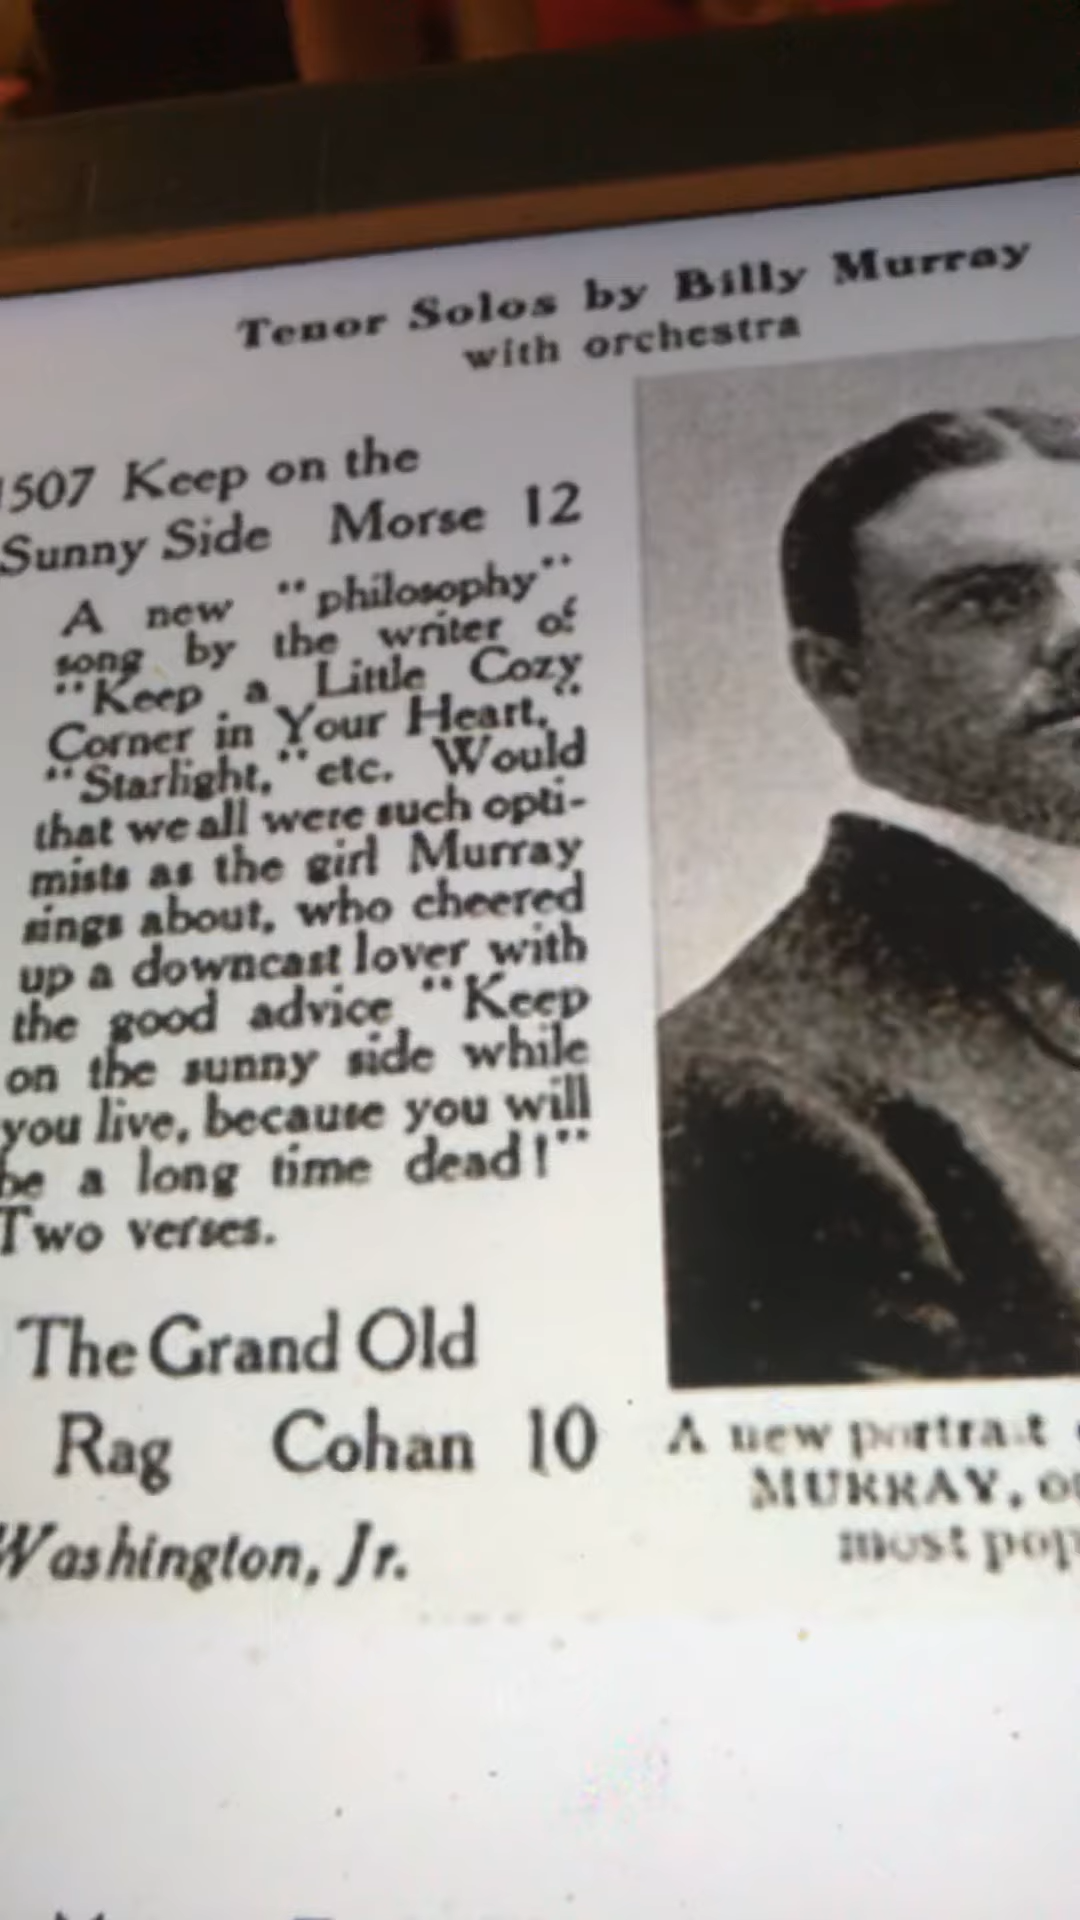 Tenor Solos by Billy Murray
with orchestra
1507 Keep on the
Sunny Side Morse 12
A new "philosophy"
song by the writer of
"Keep a Little Cozy
Corner in Your Heart,"
"Starlight," etc. Would
that we all were such opti-
mists as the girl Murray
sings about, who cheered
up a downcast lover with
the good advice "Keep
on the sunny side while
you live, because you will
be a long time dead!"
Two verses.
The Grand Old
Rag Cohan 10
Washington, Jr.
A new portrait
MURRAY,
most